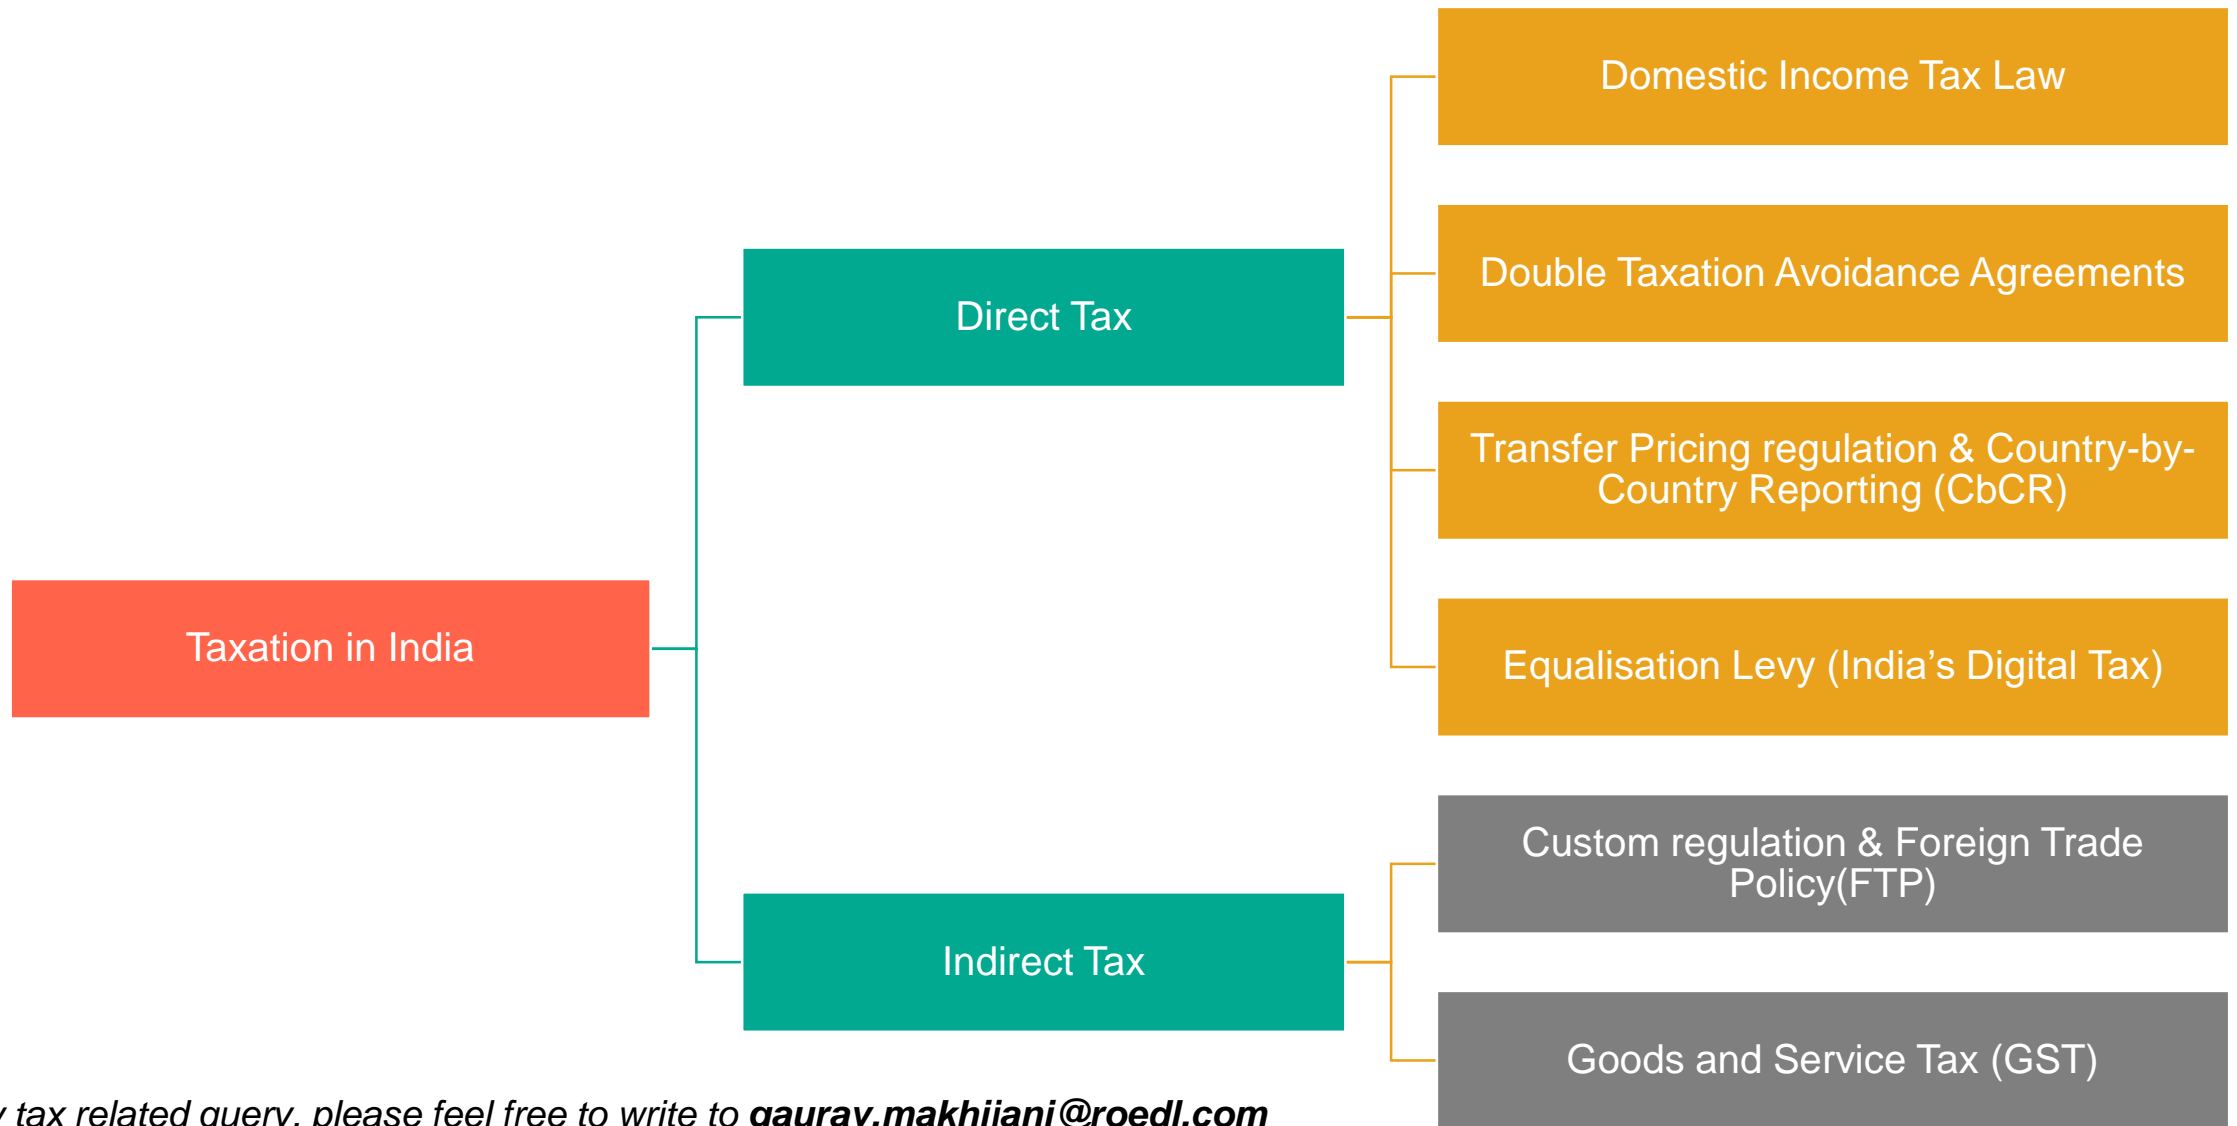 Domestic Income Tax Law
Double Taxation Avoidance Agreements
Direct Tax
Transfer Pricing regulation & Country-by-
Country Reporting (CbCR)
Taxation in India
Equalisation Levy (India’s Digital Tax)
Custom regulation & Foreign Trade
Policy(FTP)
Indirect Tax
Goods and Service Tax (GST)
tax related query, please feel free to write to gaurav.makhijani@roedl.com